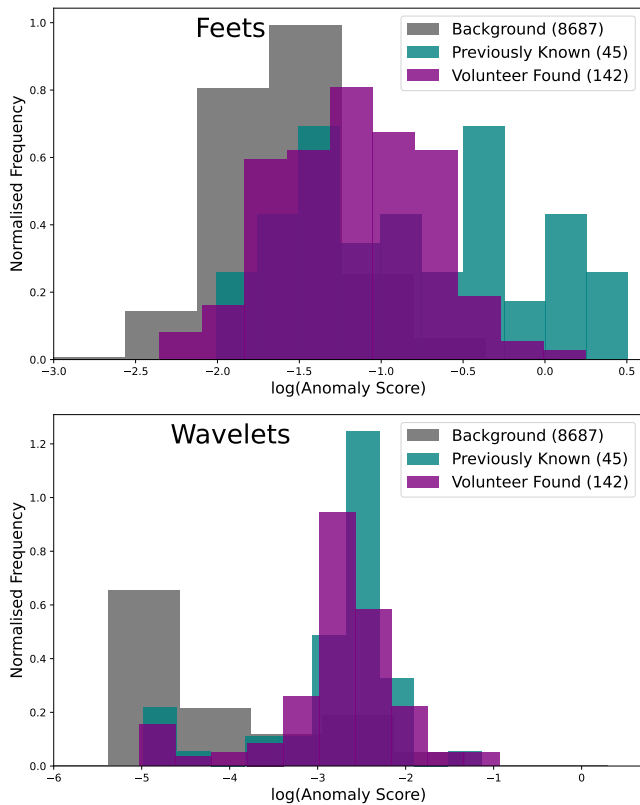 Feets
Background (8687)
Previously Known (45)
Volunteer Found (142)
Normalised Frequency
1.0
0.8
0.6
0.4
0.2
0.0
−3.0 −2.5 −2.0 −1.5 −1.0 −0.5 0.0 0.5
log(Anomaly Score)
Wavelets
Background (8687)
Previously Known (45)
Volunteer Found (142)
Normalised Frequency
1.2
1.0
0.8
0.6
0.4
0.2
0.0
−6 −5 −4 −3 −2 −1 0
log(Anomaly Score)